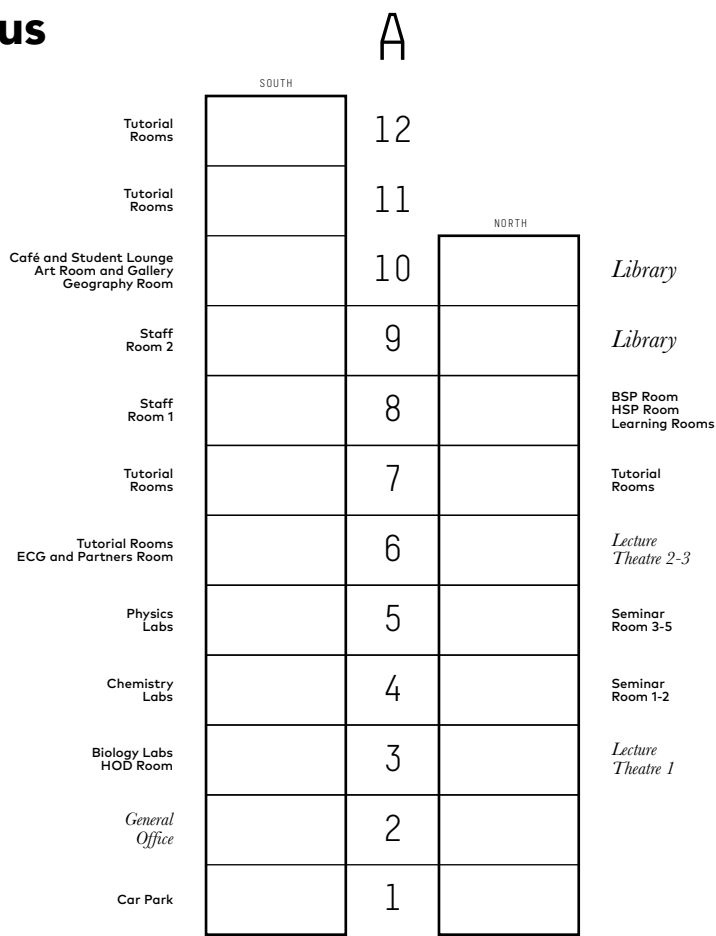 us
A
SOUTH
Tutorial
Rooms
12
Tutorial
Rooms
11
NORTH
Café and Student Lounge
Art Room and Gallery
Geography Room
10
Library
Staff
Room 2
9
Library
Staff
Room 1
8
BSP Room
HSP Room
Learning Rooms
Tutorial
Rooms
7
Tutorial
Rooms
Tutorial Rooms
ECG and Partners Room
6
Lecture
Theatre 2-3
Physics
Labs
5
Seminar
Room 3-5
Chemistry
Labs
4
Seminar
Room 1-2
Biology Labs
HOD Room
3
Lecture
Theatre 1
General
Office
2
Car Park
1